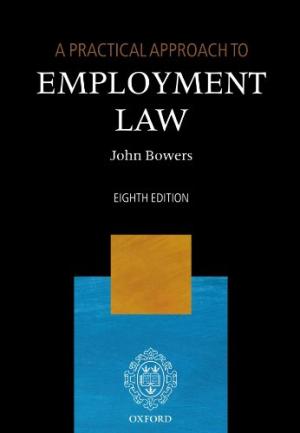 A PRACTICAL APPROACH TO
EMPLOYMENT
LAW
John Bowers
EIGHTH EDITION
OXFORD